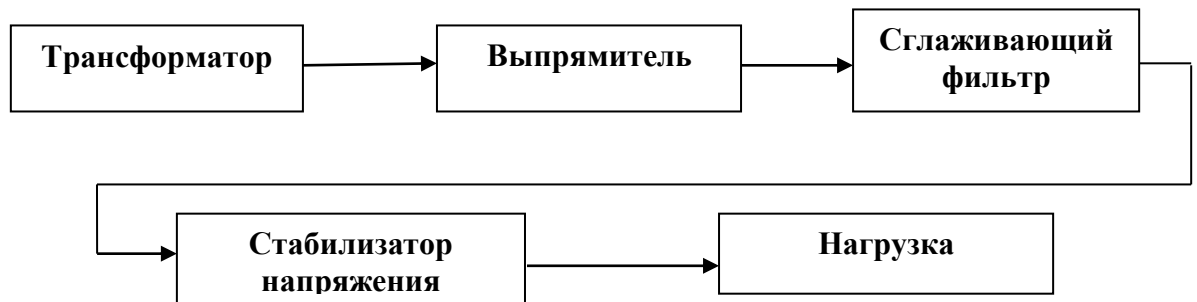 Трансформатор
Выпрямитель
Сглаживающий
фильтр
Стабилизатор
напряжения
Нагрузка